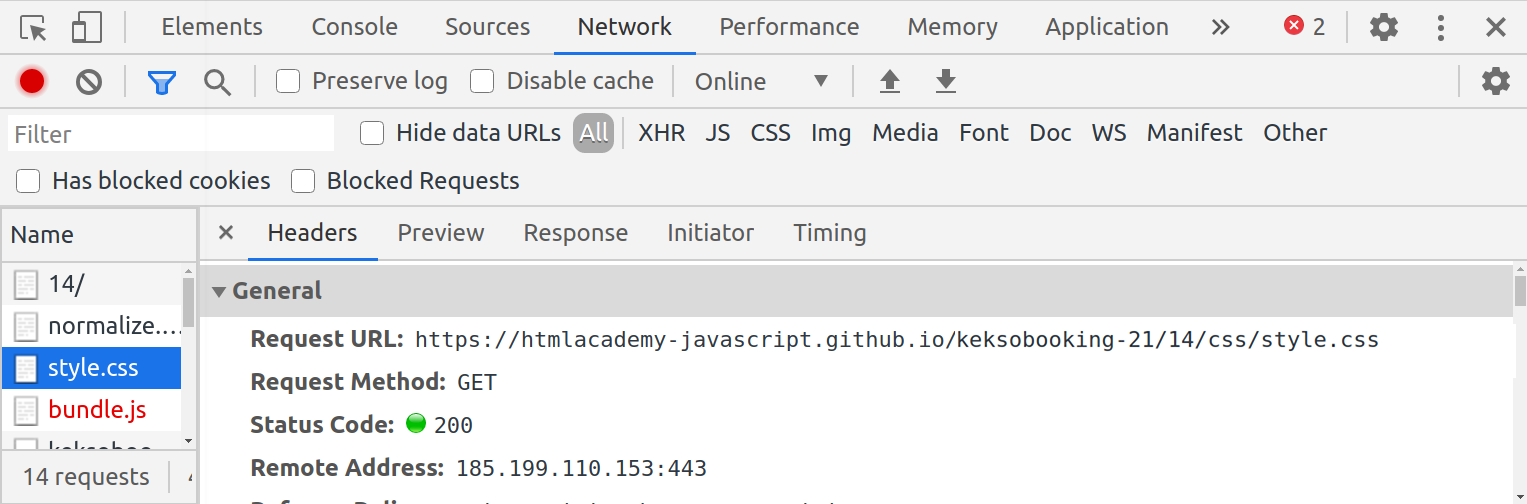 Elements Console Sources Network Performance Memory Application » 2
Preserve log Disable cache Online
Filter Hide data URLs All XHR JS CSS Img Media Font Doc WS Manifest Other
Has blocked cookies Blocked Requests
Name × Headers Preview Response Initiator Timing
14/
General
normalize....
Request URL: https://htmlacademy-javascript.github.io/keksobooking-21/14/css/style.css
style.css
Request Method: GET
bundle.js
Status Code: 200
Remote Address: 185.199.110.153:443
14 requests